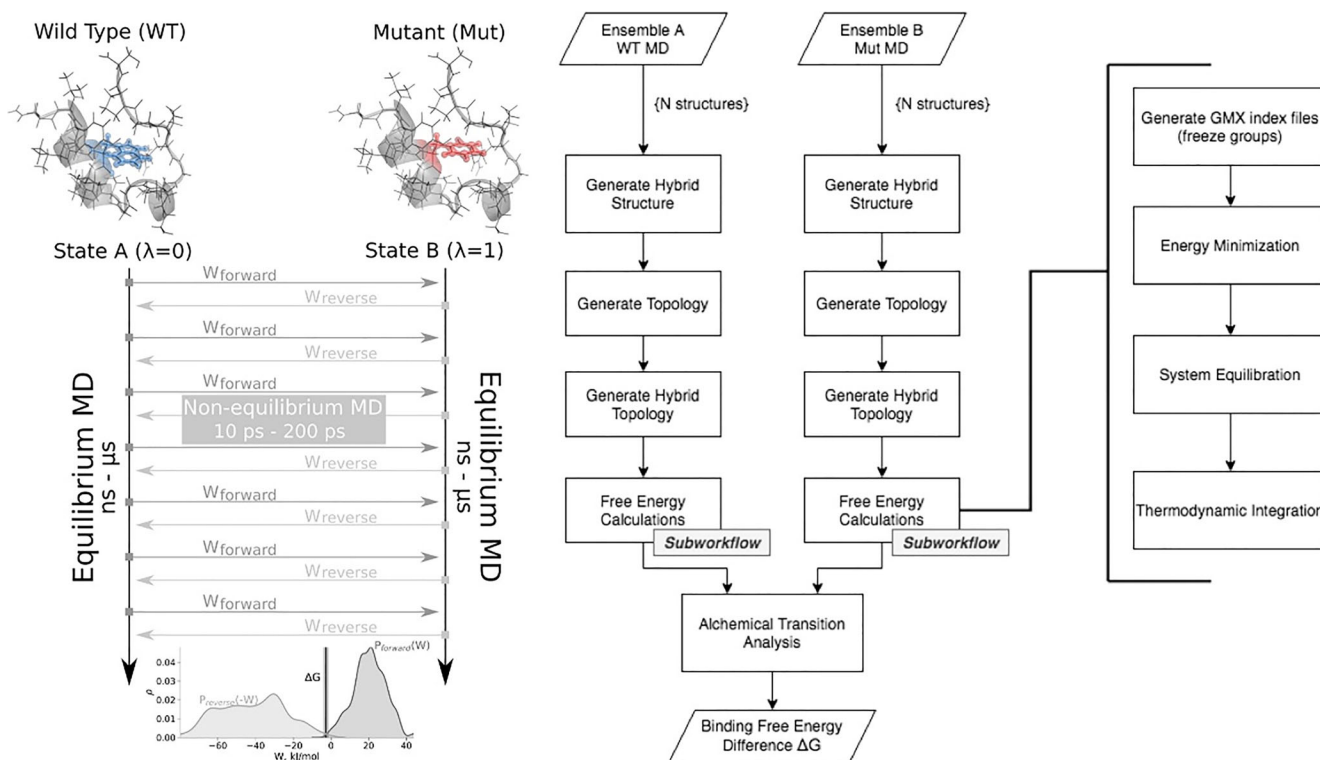 Wild Type (WT)
Mutant (Mut)
State A (λ=0)
State B (λ=1)
Wforward
Wreverse
Wforward
Wreverse
Wforward
Non-equilibrium MD
10 ps - 200 ps
Wforward
Wreverse
Wforward
Wreverse
Wforward
Wreverse
Wforward
Wreverse
Equilibrium MD
ns - μs
Equilibrium MD
ns - μs
Pforward(W)
ΔG
Preverse(-W)
ρ
0.04
0.03
0.02
0.01
0.00
−60
−40
−20
0
20
40
W, kJ/mol
Ensemble A
WT MD
{N structures}
Generate Hybrid
Structure
Generate Topology
Generate Hybrid
Topology
Free Energy
Calculations
Subworkflow
Ensemble B
Mut MD
{N structures}
Generate Hybrid
Structure
Generate Topology
Generate Hybrid
Topology
Free Energy
Calculations
Subworkflow
Alchemical Transition
Analysis
Binding Free Energy
Difference ΔG
Generate GMX index files
(freeze groups)
Energy Minimization
System Equilibration
Thermodynamic Integration